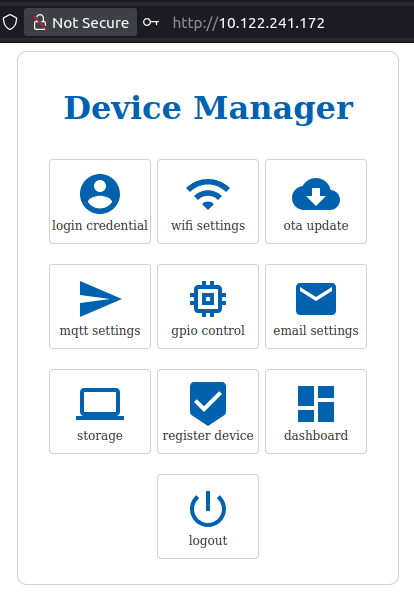 Not Secure http://10.122.241.172
Device Manager
login credential wifi settings ota update
mqtt settings gpio control email settings
storage register device dashboard
logout